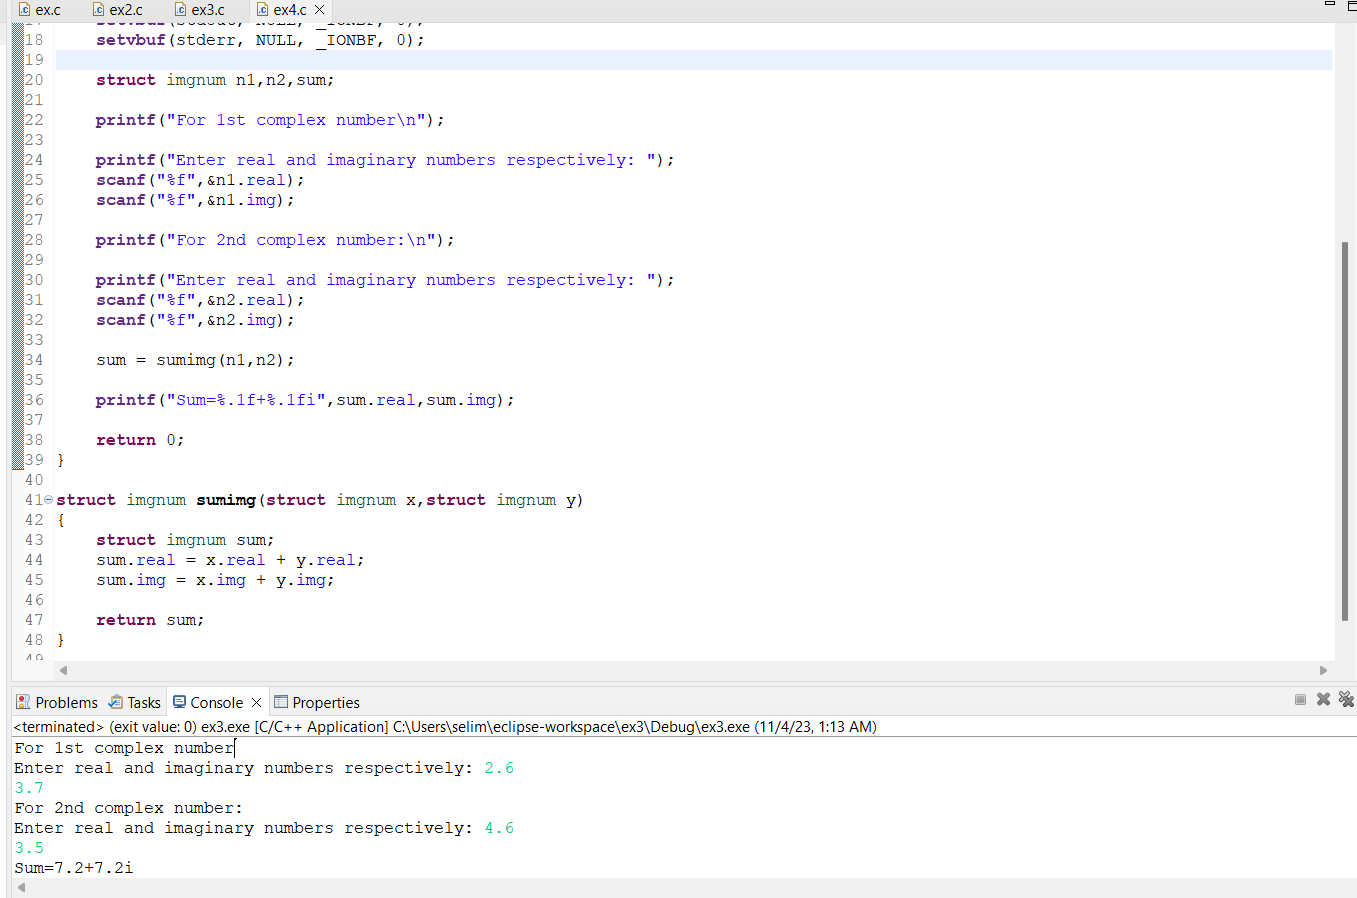 ex.c ex2.c ex3.c ex4.c
18 setvbuf(stderr, NULL, _IONBF, 0);
19
20 struct imgnum n1,n2,sum;
21
22 printf("For 1st complex number\n");
23
24 printf("Enter real and imaginary numbers respectively: ");
25 scanf("%f",&n1.real);
26 scanf("%f",&n1.img);
27
28 printf("For 2nd complex number:\n");
29
30 printf("Enter real and imaginary numbers respectively: ");
31 scanf("%f",&n2.real);
32 scanf("%f",&n2.img);
33
34 sum = sumimg(n1,n2);
35
36 printf("Sum=%.1f+%.1fi",sum.real,sum.img);
37
38 return 0;
39 }
40
41 struct imgnum sumimg(struct imgnum x,struct imgnum y)
42 {
43 struct imgnum sum;
44 sum.real = x.real + y.real;
45 sum.img = x.img + y.img;
46
47 return sum;
48 }
49
Problems Tasks Console Properties
<terminated> (exit value: 0) ex3.exe [C/C++ Application] C:\Users\selim\eclipse-workspace\ex3\Debug\ex3.exe (11/4/23, 1:13 AM)
For 1st complex number
Enter real and imaginary numbers respectively: 2.6
3.7
For 2nd complex number:
Enter real and imaginary numbers respectively: 4.6
3.5
Sum=7.2+7.2i